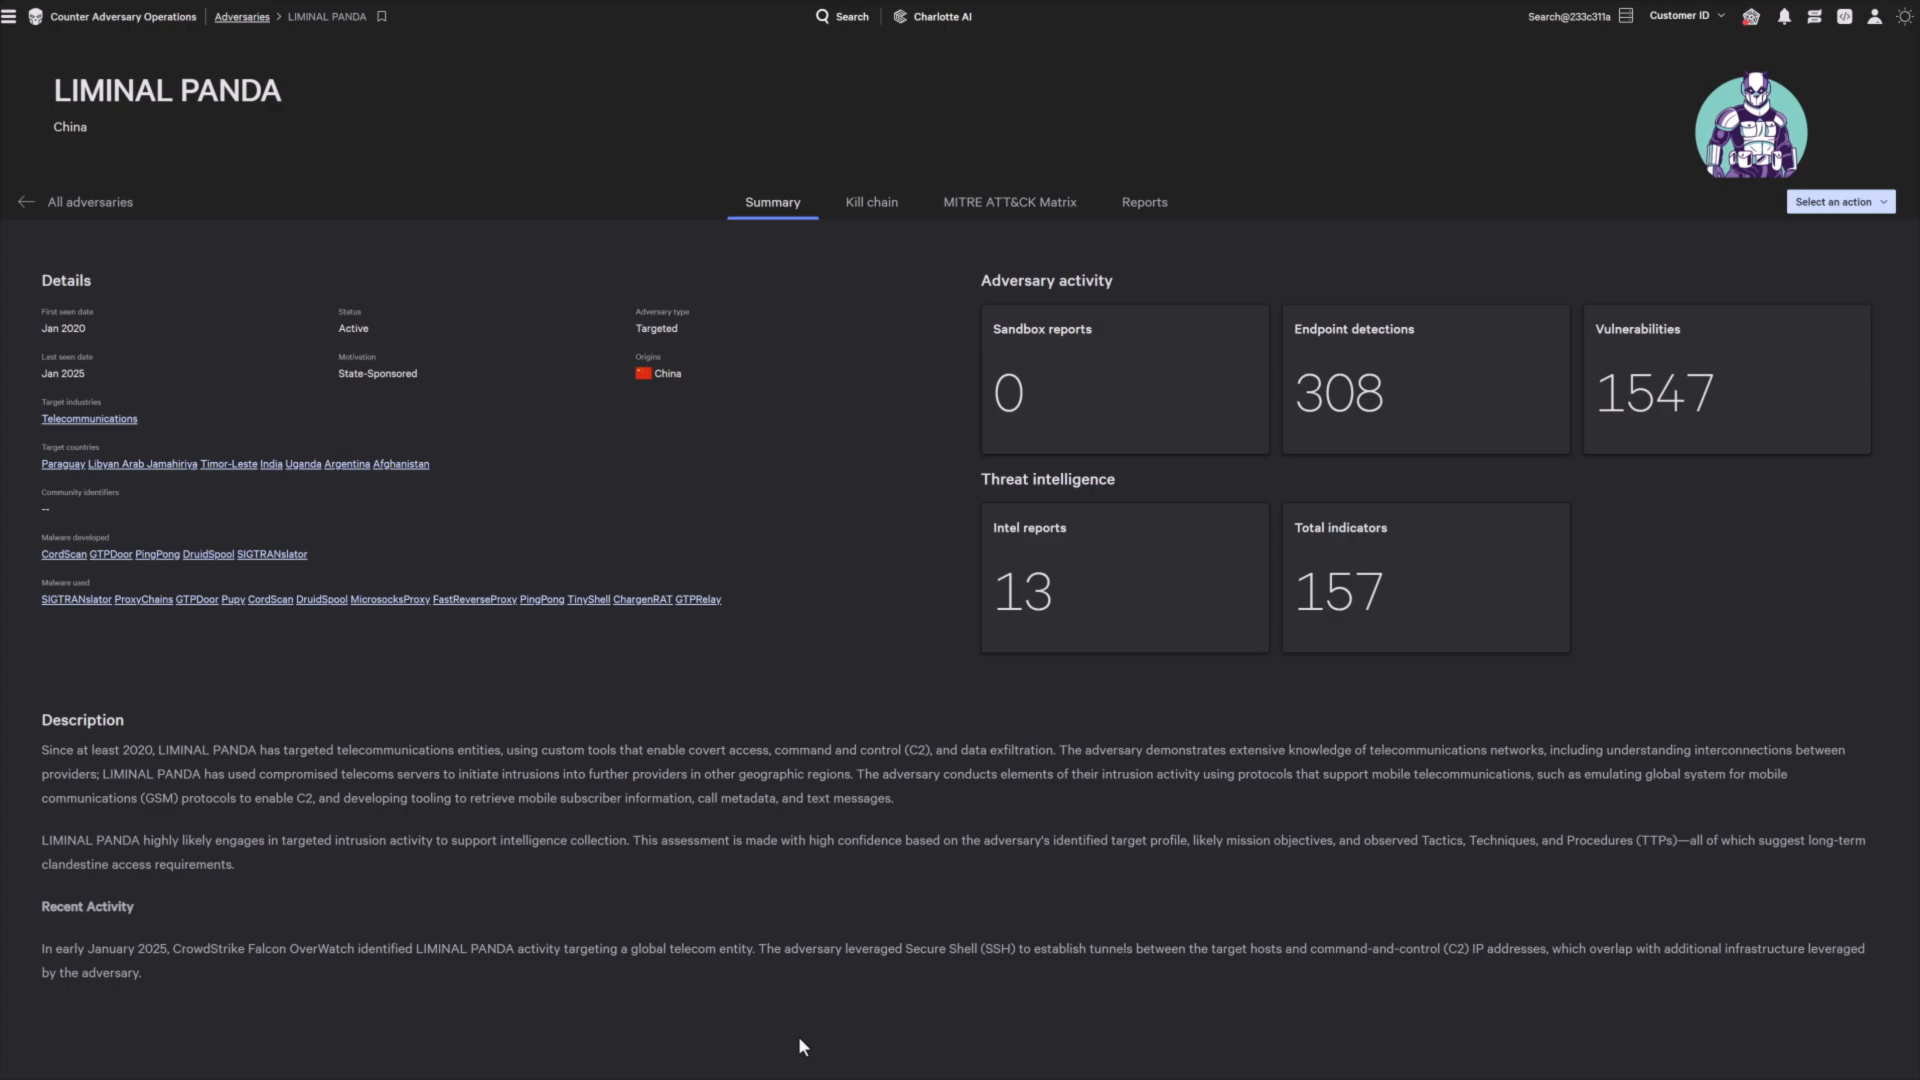 Counter Adversary Operations
Adversaries > LIMINAL PANDA
Search
Charlotte AI
Search@233c311a
Customer ID
LIMINAL PANDA
China
All adversaries
Summary
Kill chain
MITRE ATT&CK Matrix
Reports
Select an action
Details
First seen date
Status
Adversary type
Jan 2020
Active
Targeted
Last seen date
Motivation
Origins
Jan 2025
State-Sponsored
China
Target industries
Telecommunications
Target countries
Paraguay Libyan Arab Jamahiriya Timor-Leste India Uganda Argentina Afghanistan
Community identifiers
--
Malware developed
CordScan GTPDoor PingPong DruidSpool SIGTRANslator
Malware used
SIGTRANslator ProxyChains GTPDoor Pupy CordScan DruidSpool MicrosocksProxy FastReverseProxy PingPong TinyShell ChargenRAT GTPRelay
Adversary activity
Sandbox reports
0
Endpoint detections
308
Vulnerabilities
1547
Threat intelligence
Intel reports
13
Total indicators
157
Description
Since at least 2020, LIMINAL PANDA has targeted telecommunications entities, using custom tools that enable covert access, command and control (C2), and data exfiltration. The adversary demonstrates extensive knowledge of telecommunications networks, including understanding interconnections between
providers; LIMINAL PANDA has used compromised telecoms servers to initiate intrusions into further providers in other geographic regions. The adversary conducts elements of their intrusion activity using protocols that support mobile telecommunications, such as emulating global system for mobile
communications (GSM) protocols to enable C2, and developing tooling to retrieve mobile subscriber information, call metadata, and text messages.
LIMINAL PANDA highly likely engages in targeted intrusion activity to support intelligence collection. This assessment is made with high confidence based on the adversary's identified target profile, likely mission objectives, and observed Tactics, Techniques, and Procedures (TTPs)—all of which suggest long-term
clandestine access requirements.
Recent Activity
In early January 2025, CrowdStrike Falcon OverWatch identified LIMINAL PANDA activity targeting a global telecom entity. The adversary leveraged Secure Shell (SSH) to establish tunnels between the target hosts and command-and-control (C2) IP addresses, which overlap with additional infrastructure leveraged
by the adversary.